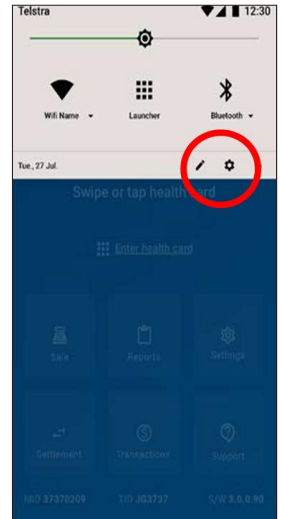 Telstra 12:30
Wifi Name Launcher Bluetooth
Tue, 27 Jul.
Swipe or tap health card
Enter health card
Sale Reports Settings
Settlement Transactions Support
MID 37370209 TID JG3737 S/W 3.0.0.90